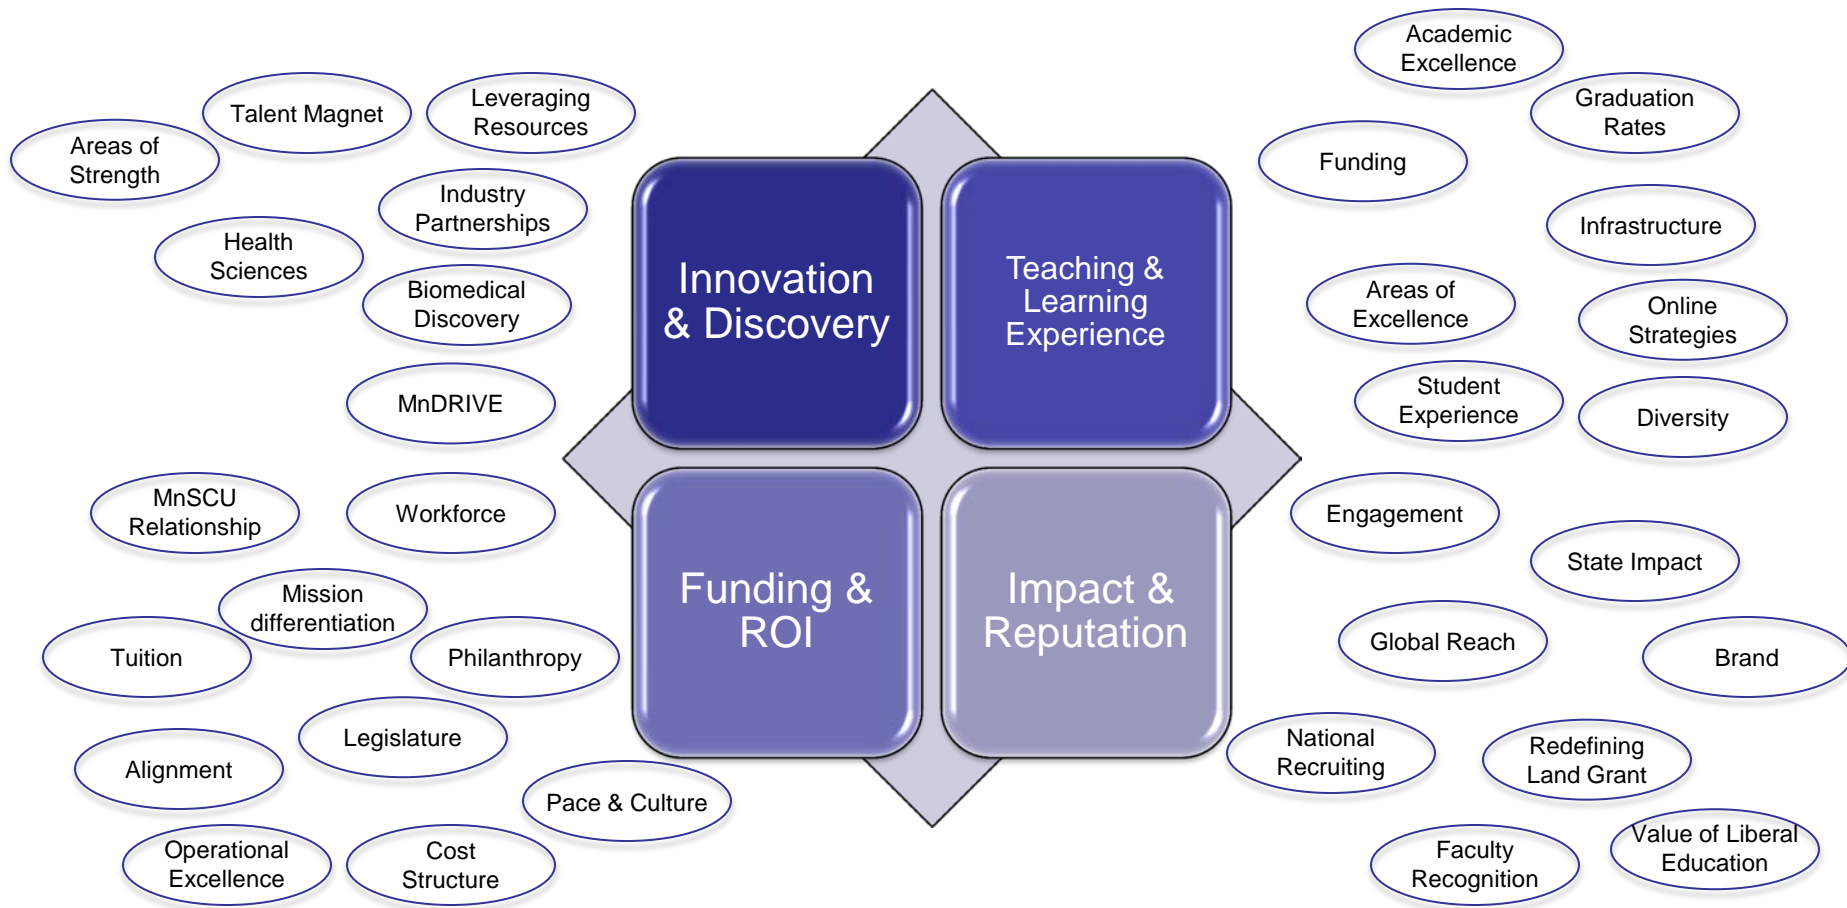 Talent Magnet
Leveraging
Resources
Areas of
Strength
Industry
Partnerships
Health
Sciences
Biomedical
Discovery
MnDRIVE
MnSCU
Relationship
Workforce
Mission
differentiation
Tuition
Philanthropy
Legislature
Alignment
Pace & Culture
Operational
Excellence
Cost
Structure
Innovation
& Discovery
Teaching &
Learning
Experience
Funding &
ROI
Impact &
Reputation
Academic
Excellence
Graduation
Rates
Funding
Infrastructure
Areas of
Excellence
Online
Strategies
Student
Experience
Diversity
Engagement
State Impact
Global Reach
Brand
National
Recruiting
Redefining
Land Grant
Faculty
Recognition
Value of Liberal
Education